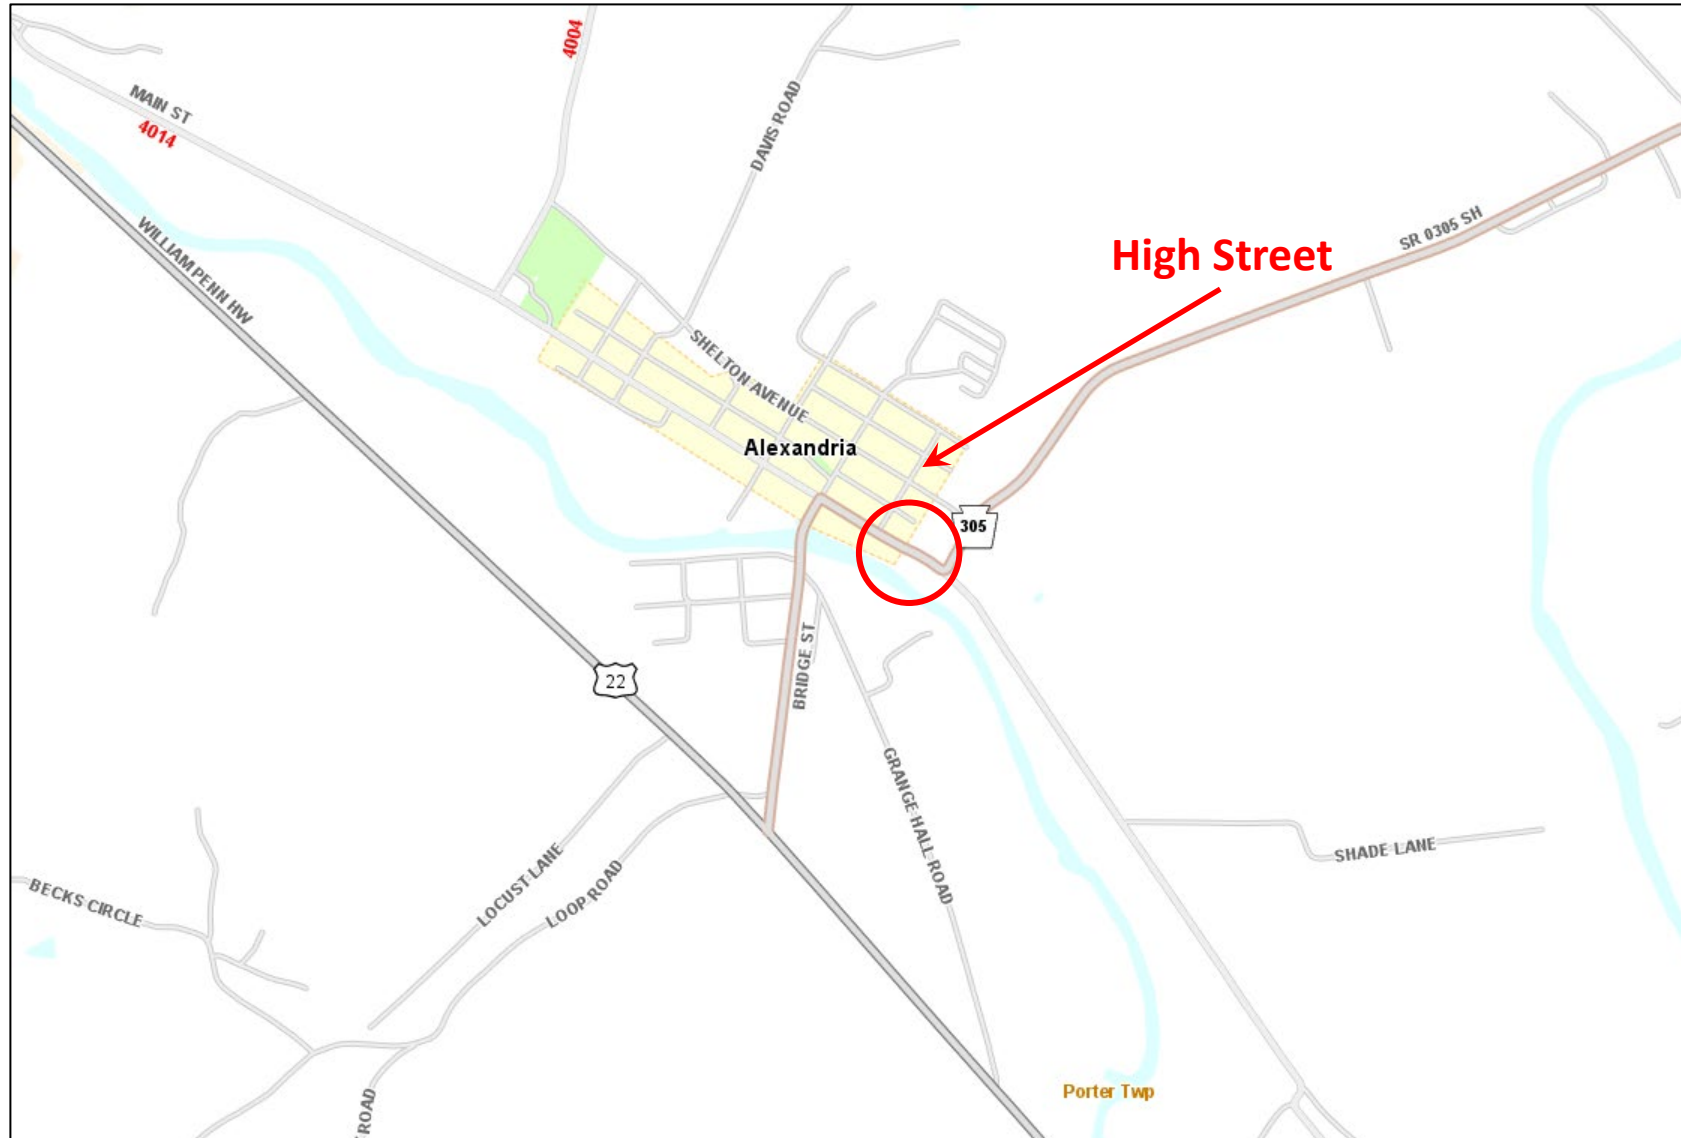 4004
MAIN ST
4014
DAVIS ROAD
WILLIAM PENN HW
SR 0305 SH
High Street
SHELTON AVENUE
Alexandria
305
BRIDGE ST
22
GRANGE HALL ROAD
SHADE LANE
LOCUST LANE
LOOP ROAD
BECKS CIRCLE
Porter Twp
ROAD